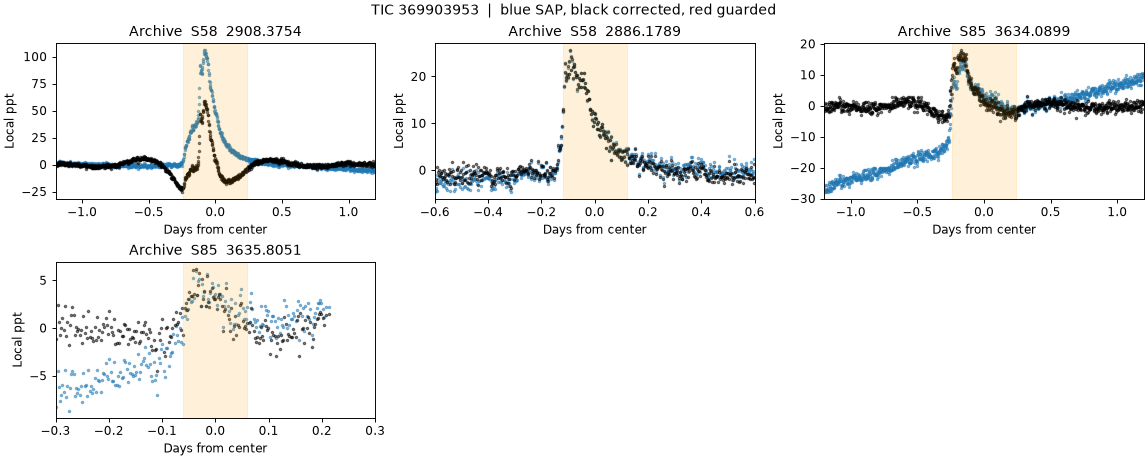 TIC 369903953 | blue SAP, black corrected, red guarded
Archive S58 2908.3754
Archive S58 2886.1789
Archive S85 3634.0899
Local ppt
100
75
50
25
0
−25
−1.0 −0.5 0.0 0.5 1.0
Days from center
Local ppt
20
10
0
−0.6 −0.4 −0.2 0.0 0.2 0.4 0.6
Days from center
Local ppt
20
10
0
−10
−20
−30
−1.0 −0.5 0.0 0.5 1.0
Days from center
Archive S85 3635.8051
Local ppt
5
0
−5
−0.3 −0.2 −0.1 0.0 0.1 0.2 0.3
Days from center